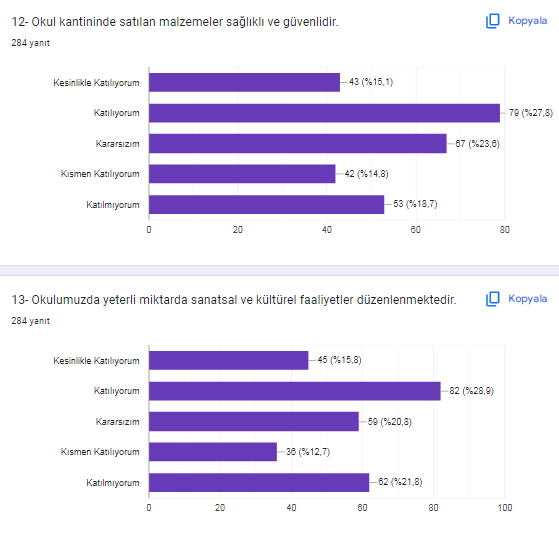 12- Okul kantininde satılan malzemeler sağlıklı ve güvenlidir.
Kopyala
284 yanıt
Kesinlikle Katılıyorum
43 (%15,1)
Katılıyorum
79 (%27,8)
Kararsızım
67 (%23,6)
Kısmen Katılıyorum
42 (%14,8)
Katılmıyorum
53 (%18,7)
0 20 40 60 80
13- Okulumuzda yeterli miktarda sanatsal ve kültürel faaliyetler düzenlenmektedir.
Kopyala
284 yanıt
Kesinlikle Katılıyorum
45 (%15,8)
Katılıyorum
82 (%28,9)
Kararsızım
59 (%20,8)
Kısmen Katılıyorum
36 (%12,7)
Katılmıyorum
62 (%21,8)
0 20 40 60 80 100